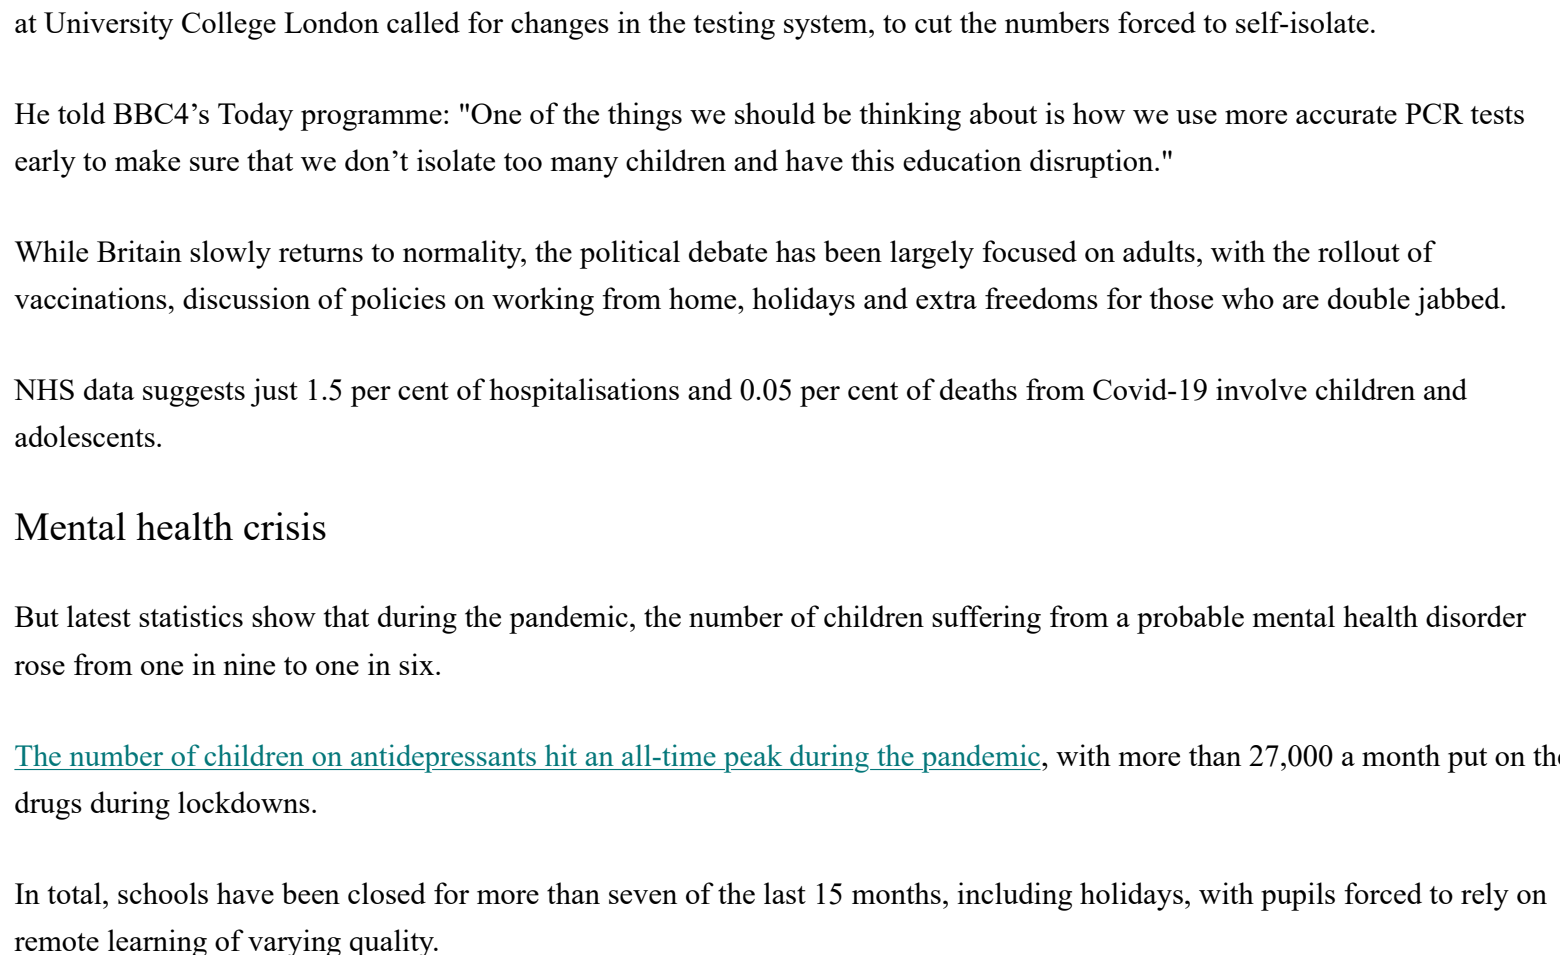 at University College London called for changes in the testing system, to cut the numbers forced to self-isolate.
He told BBC4’s Today programme: "One of the things we should be thinking about is how we use more accurate PCR tests
early to make sure that we don’t isolate too many children and have this education disruption."
While Britain slowly returns to normality, the political debate has been largely focused on adults, with the rollout of
vaccinations, discussion of policies on working from home, holidays and extra freedoms for those who are double jabbed.
NHS data suggests just 1.5 per cent of hospitalisations and 0.05 per cent of deaths from Covid-19 involve children and
adolescents.
Mental health crisis
But latest statistics show that during the pandemic, the number of children suffering from a probable mental health disorder
rose from one in nine to one in six.
The number of children on antidepressants hit an all-time peak during the pandemic, with more than 27,000 a month put on the
drugs during lockdowns.
In total, schools have been closed for more than seven of the last 15 months, including holidays, with pupils forced to rely on
remote learning of varying quality.